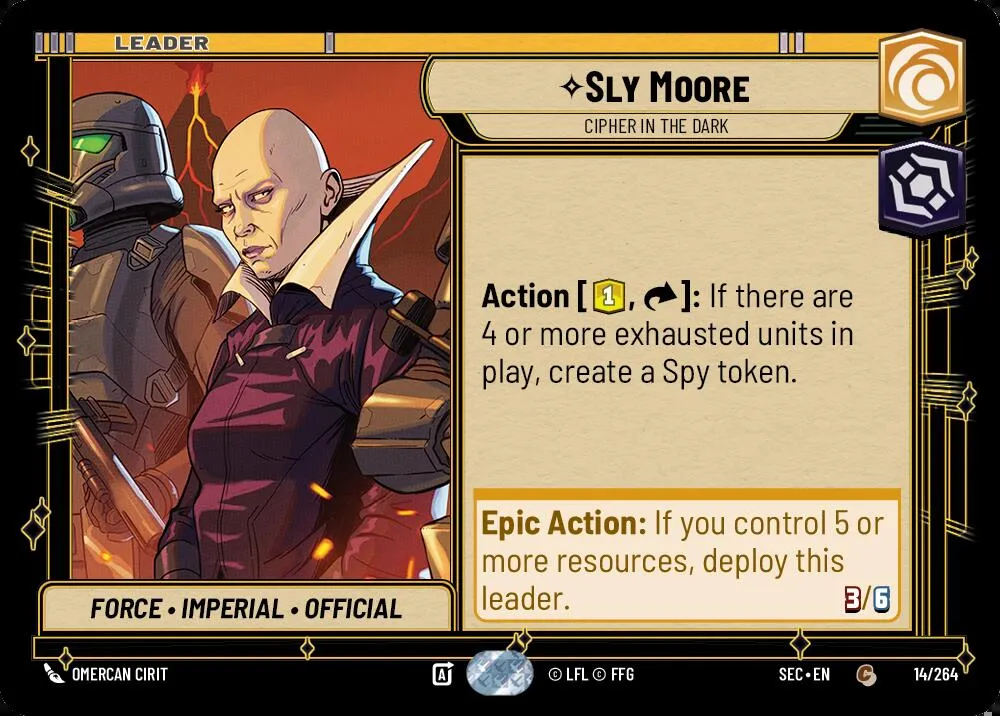 LEADER
✧SLY MOORE
CIPHER IN THE DARK
Action [1, ]: If there are
4 or more exhausted units in
play, create a Spy token.
Epic Action: If you control 5 or
more resources, deploy this
leader.
3/6
FORCE • IMPERIAL • OFFICIAL
OMERCAN CIRIT
A
© LFL © FFG
SEC•EN
C
14/264